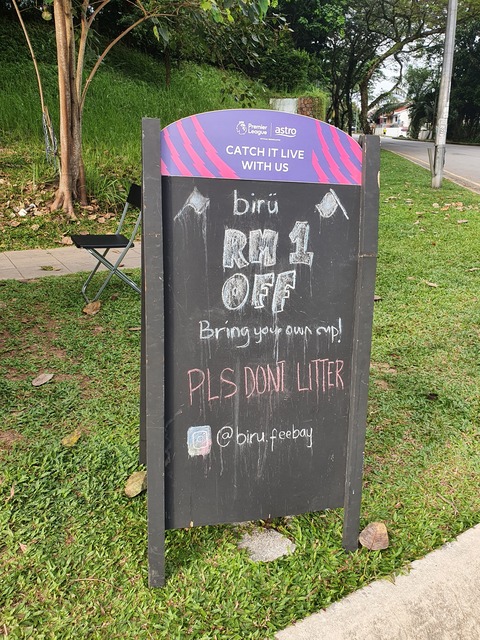 Premier League astro
CATCH IT LIVE
WITH US
birü
RM 1
OFF
Bring your own cup!
PLS DONT LITTER
@biru.feebay